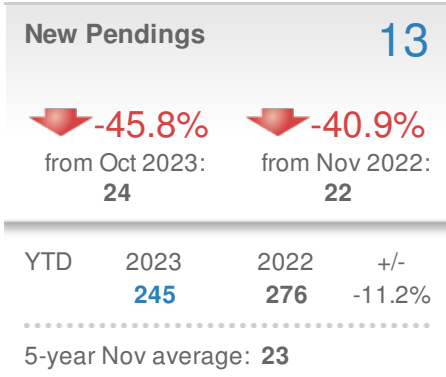 New Pendings 13
-45.8% -40.9%
from Oct 2023: from Nov 2022:
24 22
YTD 2023 2022 +/-
245 276 -11.2%
5-year Nov average: 23